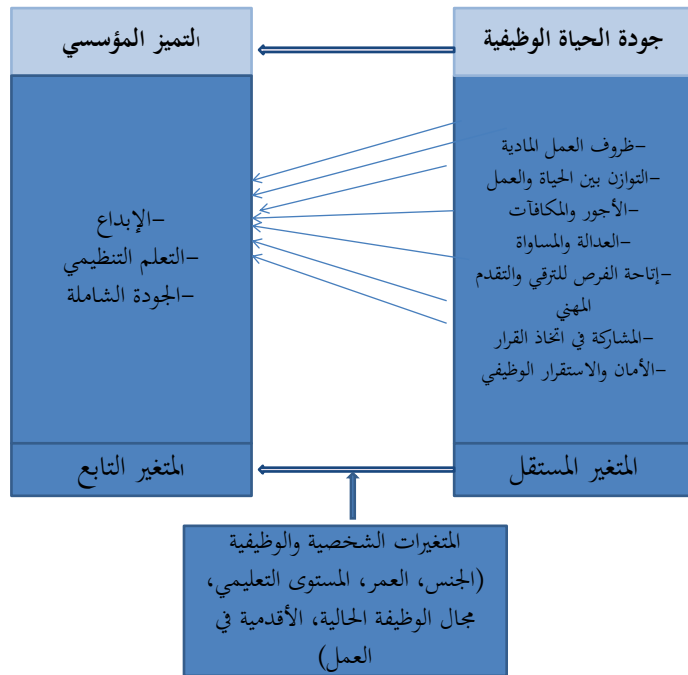 جودة الحياة الوظيفية
التميز المؤسسي
–ظروف العمل المادية
–التوازن بين الحياة والعمل
–الأجور والمكافآت
–العدالة والمساواة
–إتاحة الفرص للترقي والتقدم
المهني
–المشاركة في اتخاذ القرار
–الأمان والاستقرار الوظيفي
–الإبداع
–التعلم التنظيمي
–الجودة الشاملة
المتغير المستقل
المتغير التابع
المتغيرات الشخصية والوظيفية
(الجنس، العمر، المستوى التعليمي،
مجال الوظيفة الحالية، الأقدمية في
العمل)